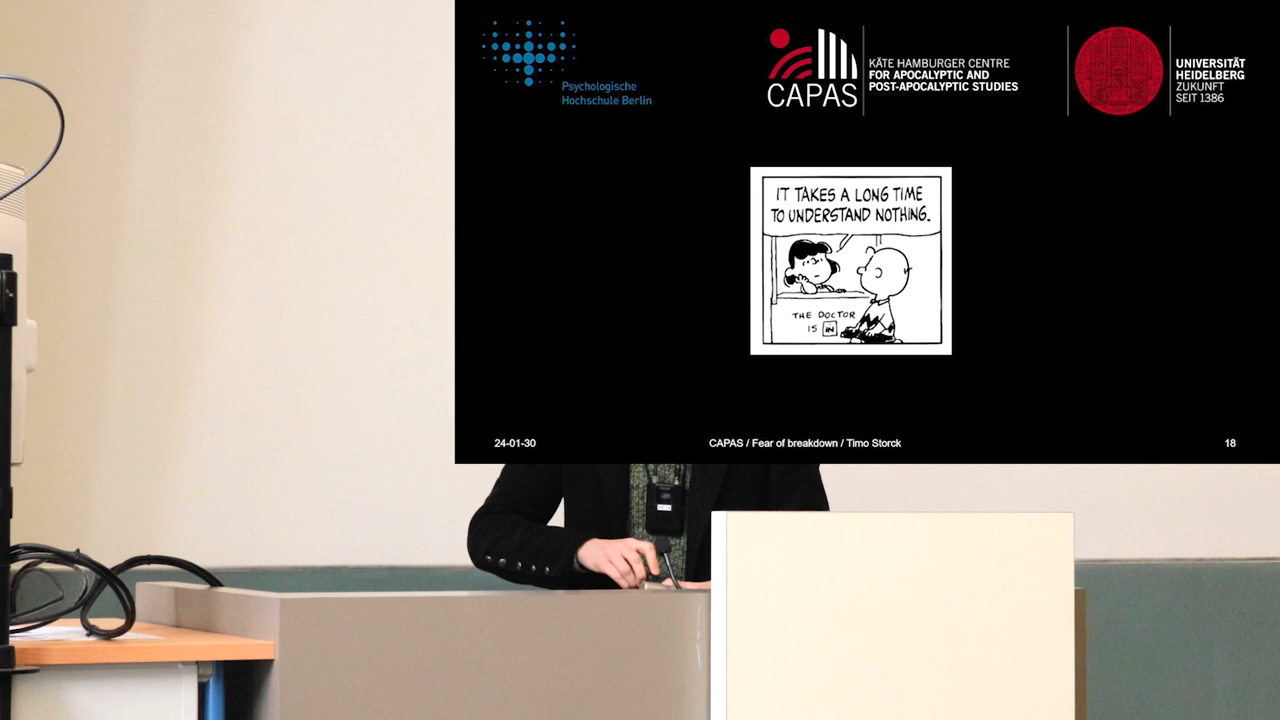 Psychologische
Hochschule Berlin
CAPAS
KÄTE HAMBURGER CENTRE
FOR APOCALYPTIC AND
POST-APOCALYPTIC STUDIES
UNIVERSITÄT
HEIDELBERG
ZUKUNFT
SEIT 1386
IT TAKES A LONG TIME
TO UNDERSTAND NOTHING.
THE DOCTOR
IS IN
24-01-30
CAPAS / Fear of breakdown / Timo Storck
18